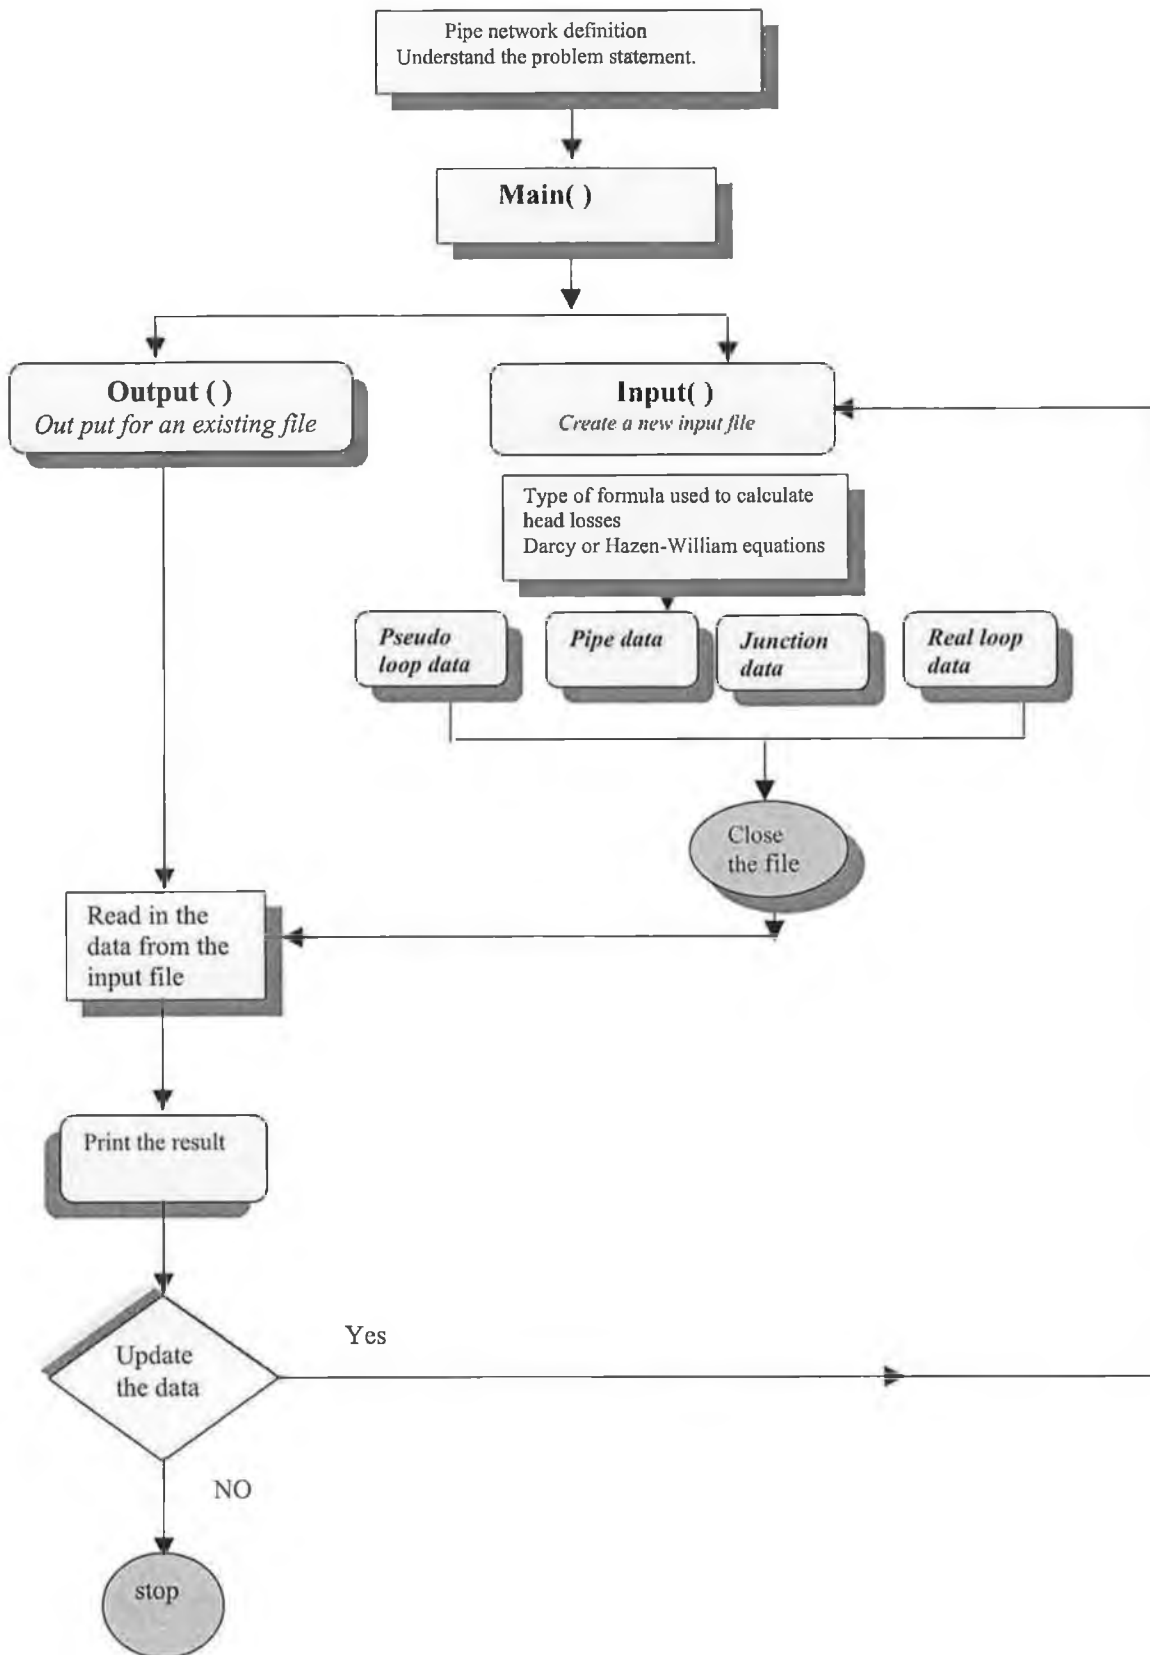 Pipe network definition
Understand the problem statement.
Main( )
Output ( )
Out put for an existing file
Input( )
Create a new input file
Type of formula used to calculate
head losses
Darcy or Hazen-William equations
Pseudo
loop data
Pipe data
Junction
data
Real loop
data
Close
the file
Read in the
data from the
input file
Print the result
Update
the data
Yes
NO
stop